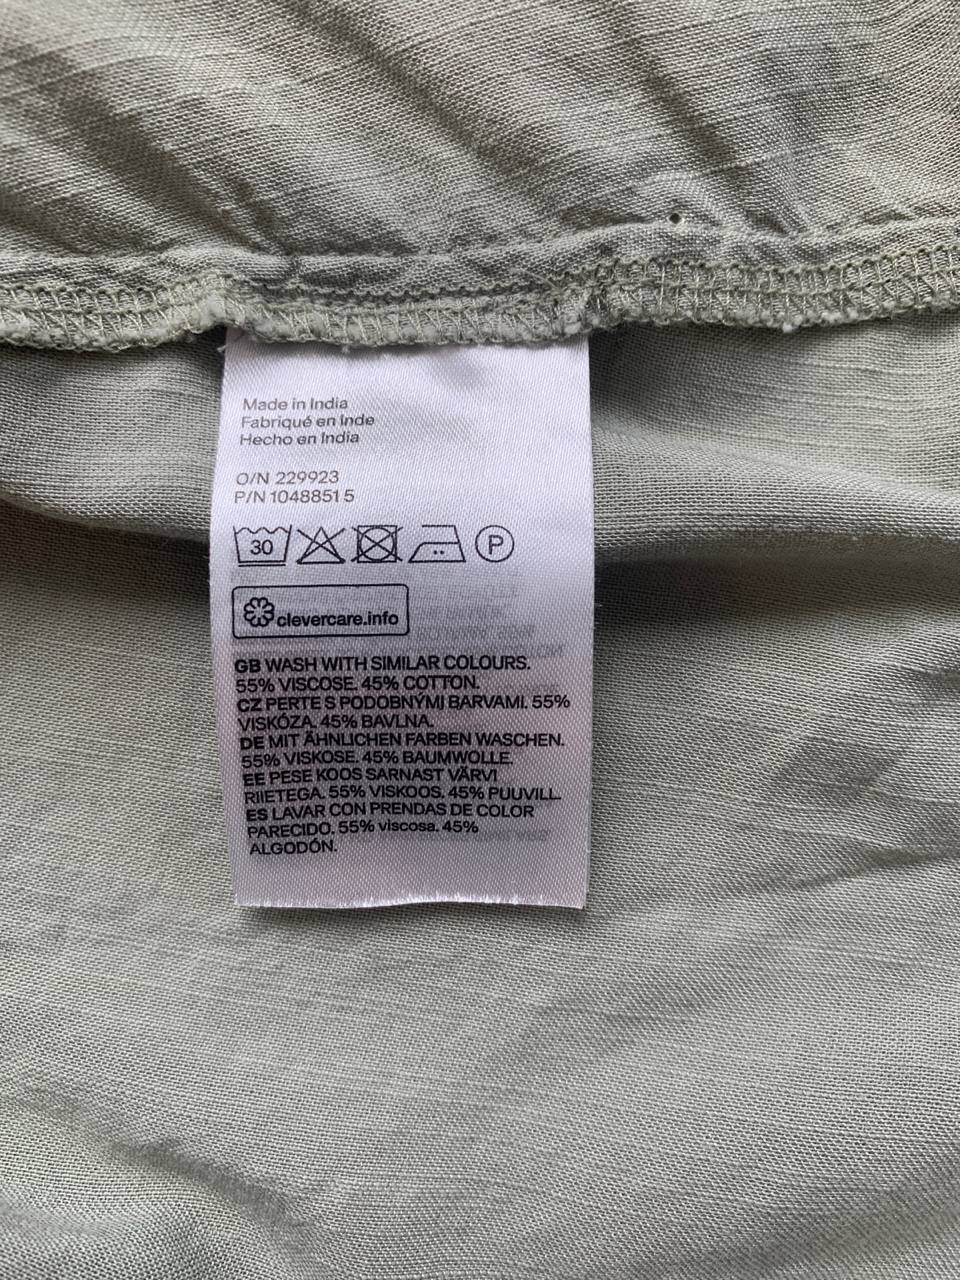 Made in India
Fabriqué en Inde
Hecho en India
O/N 229923
P/N 1048851 5
30 P
clevercare.info
GB WASH WITH SIMILAR COLOURS.
55% VISCOSE. 45% COTTON.
CZ PERTE S PODOBNÝMI BARVAMI. 55%
VISKÓZA. 45% BAVLNA.
DE MIT ÄHNLICHEN FARBEN WASCHEN.
55% VISKOSE. 45% BAUMWOLLE.
EE PESE KOOS SARNAST VÄRVI
RIIETEGA. 55% VISKOOS. 45% PUUVILL.
ES LAVAR CON PRENDAS DE COLOR
PARECIDO. 55% viscosa. 45%
ALGODÓN.